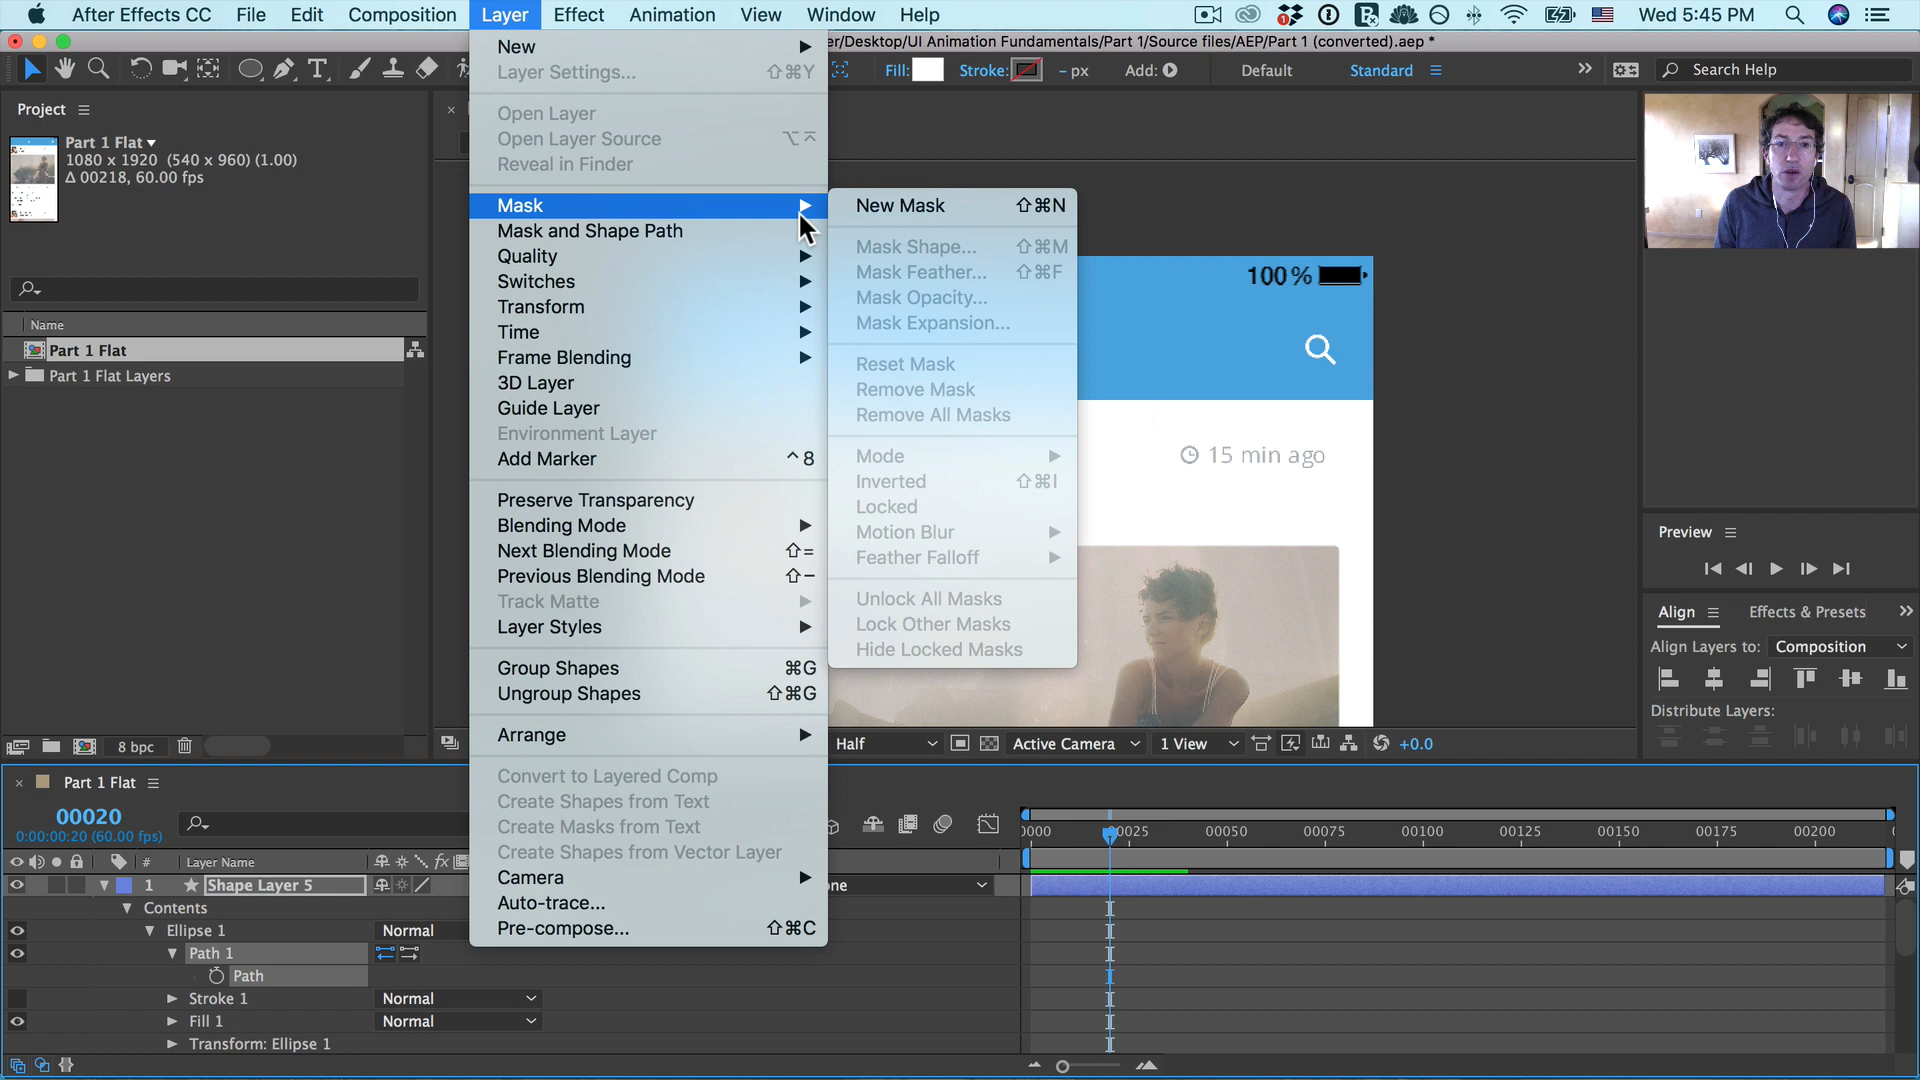 After Effects CC File Edit Composition Layer Effect Animation View Window Help Wed 5:45 PM
er/Desktop/UI Animation Fundamentals/Part 1/Source files/AEP/Part 1 (converted).aep *
Fill: Stroke: - px Add: Default Standard Search Help
New
Layer Settings... ⇧⌘Y
Open Layer
Open Layer Source
Reveal in Finder
Mask
Mask and Shape Path
Quality
Switches
Transform
Time
Frame Blending
3D Layer
Guide Layer
Environment Layer
Add Marker ^8
Preserve Transparency
Blending Mode
Next Blending Mode ⇧=
Previous Blending Mode ⇧-
Track Matte
Layer Styles
Group Shapes ⌘G
Ungroup Shapes ⇧⌘G
Arrange
Convert to Layered Comp
Create Shapes from Text
Create Masks from Text
Create Shapes from Vector Layer
Camera
Auto-trace...
Pre-compose... ⇧⌘C
New Mask ⇧⌘N
Mask Shape... ⇧⌘M
Mask Feather... ⇧⌘F
Mask Opacity...
Mask Expansion...
Reset Mask
Remove Mask
Remove All Masks
Mode
Inverted ⇧⌘I
Locked
Motion Blur
Feather Falloff
Unlock All Masks
Lock Other Masks
Hide Locked Masks
Project
Part 1 Flat
1080 x 1920 (540 x 960) (1.00)
Δ 00218, 60.00 fps
Name
Part 1 Flat
Part 1 Flat Layers
8 bpc
100 %
15 min ago
Half Active Camera 1 View +0.0
Preview
Align Effects & Presets
Align Layers to: Composition
Distribute Layers:
Part 1 Flat
00020
0:00:00:20 (60.00 fps)
0000 00025 00050 00075 00100 00125 00150 00175 00200
# Layer Name fx
1 Shape Layer 5 one
Contents
Ellipse 1 Normal
Path 1
Path
Stroke 1 Normal
Fill 1 Normal
Transform: Ellipse 1